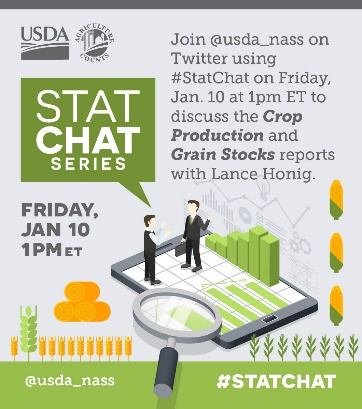 USDA
AGRICULTURE
COUNTS
Join @usda_nass on
Twitter using
#StatChat on Friday,
Jan. 10 at 1pm ET to
discuss the Crop
Production and
Grain Stocks reports
with Lance Honig.
STAT
CHAT
SERIES
FRIDAY,
JAN 10
1PM ET
@usda_nass
#STATCHAT